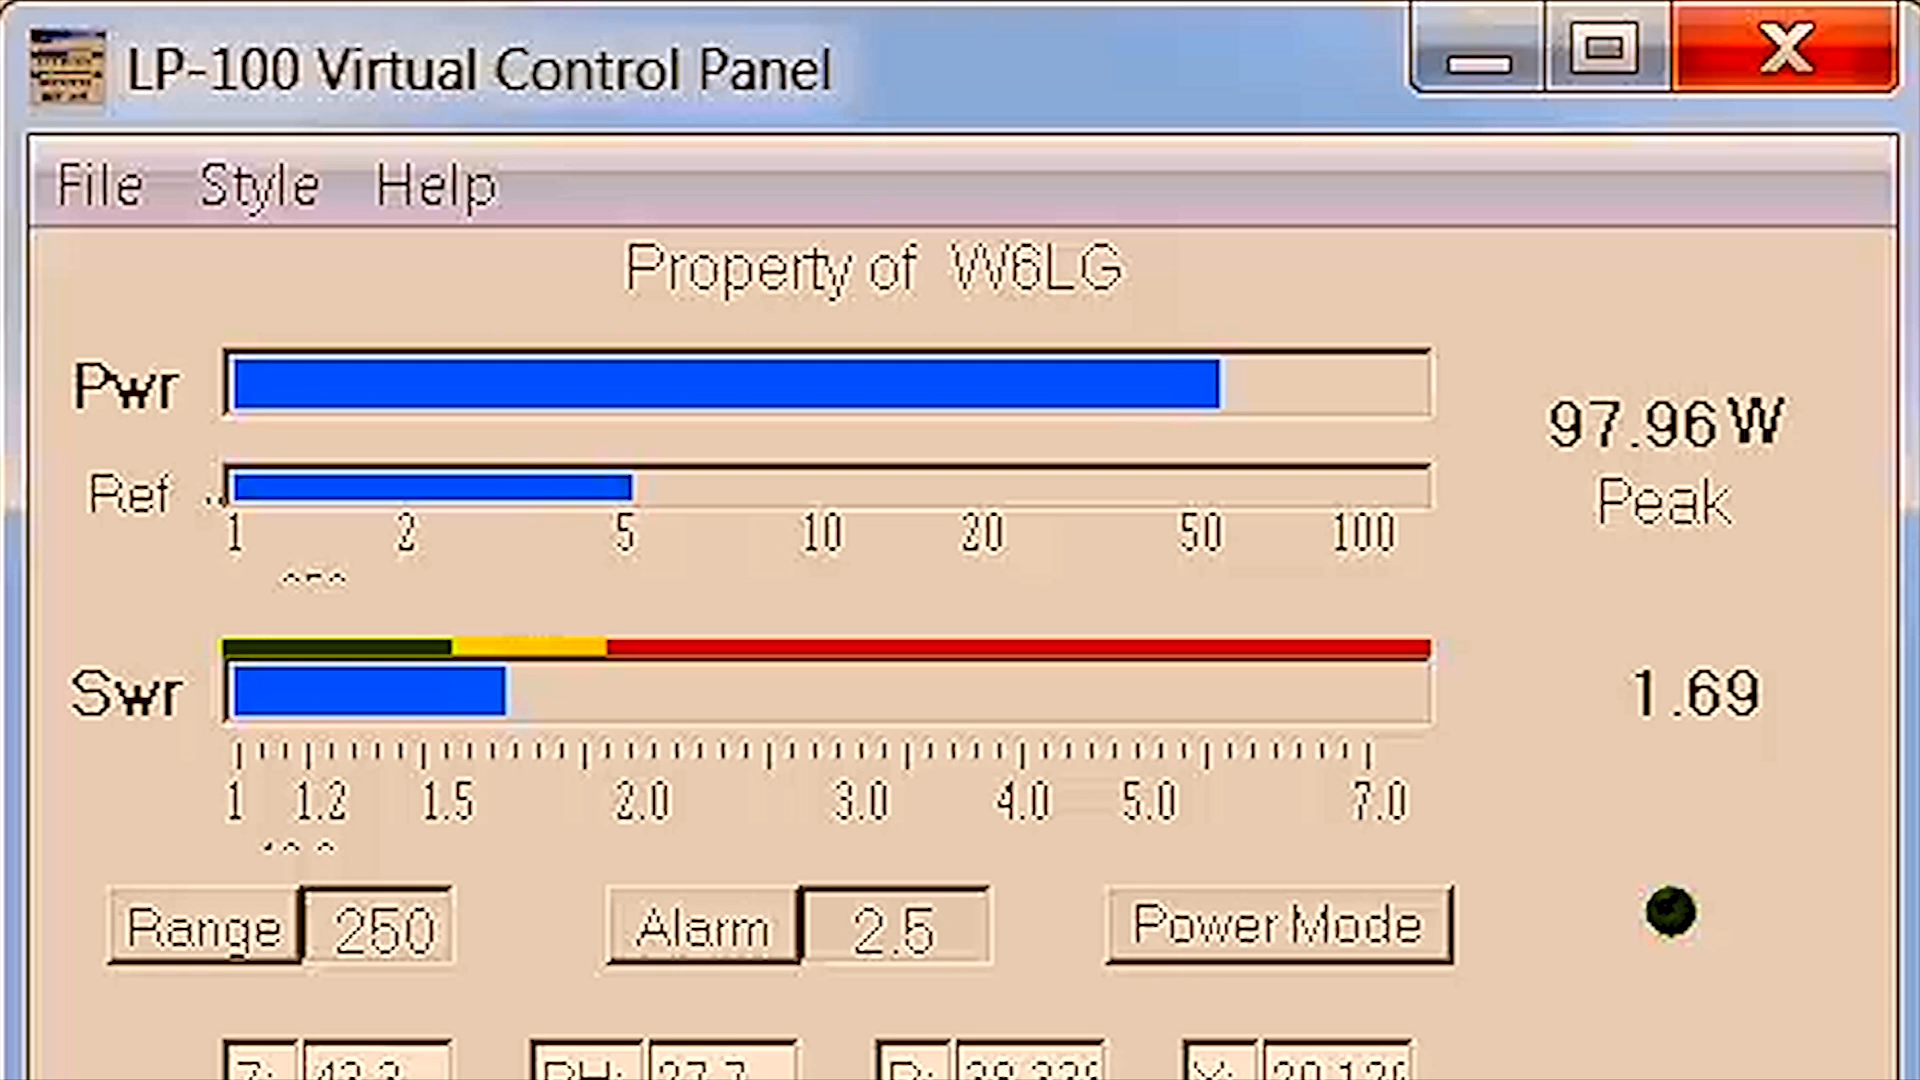 LP-100 Virtual Control Panel
File Style Help
Property of W6LG
Pwr
97.96 W
Ref
Peak
1 2 5 10 20 50 100
Swr
1.69
1 1.2 1.5 2.0 3.0 4.0 5.0 7.0
Range 250 Alarm 2.5 Power Mode